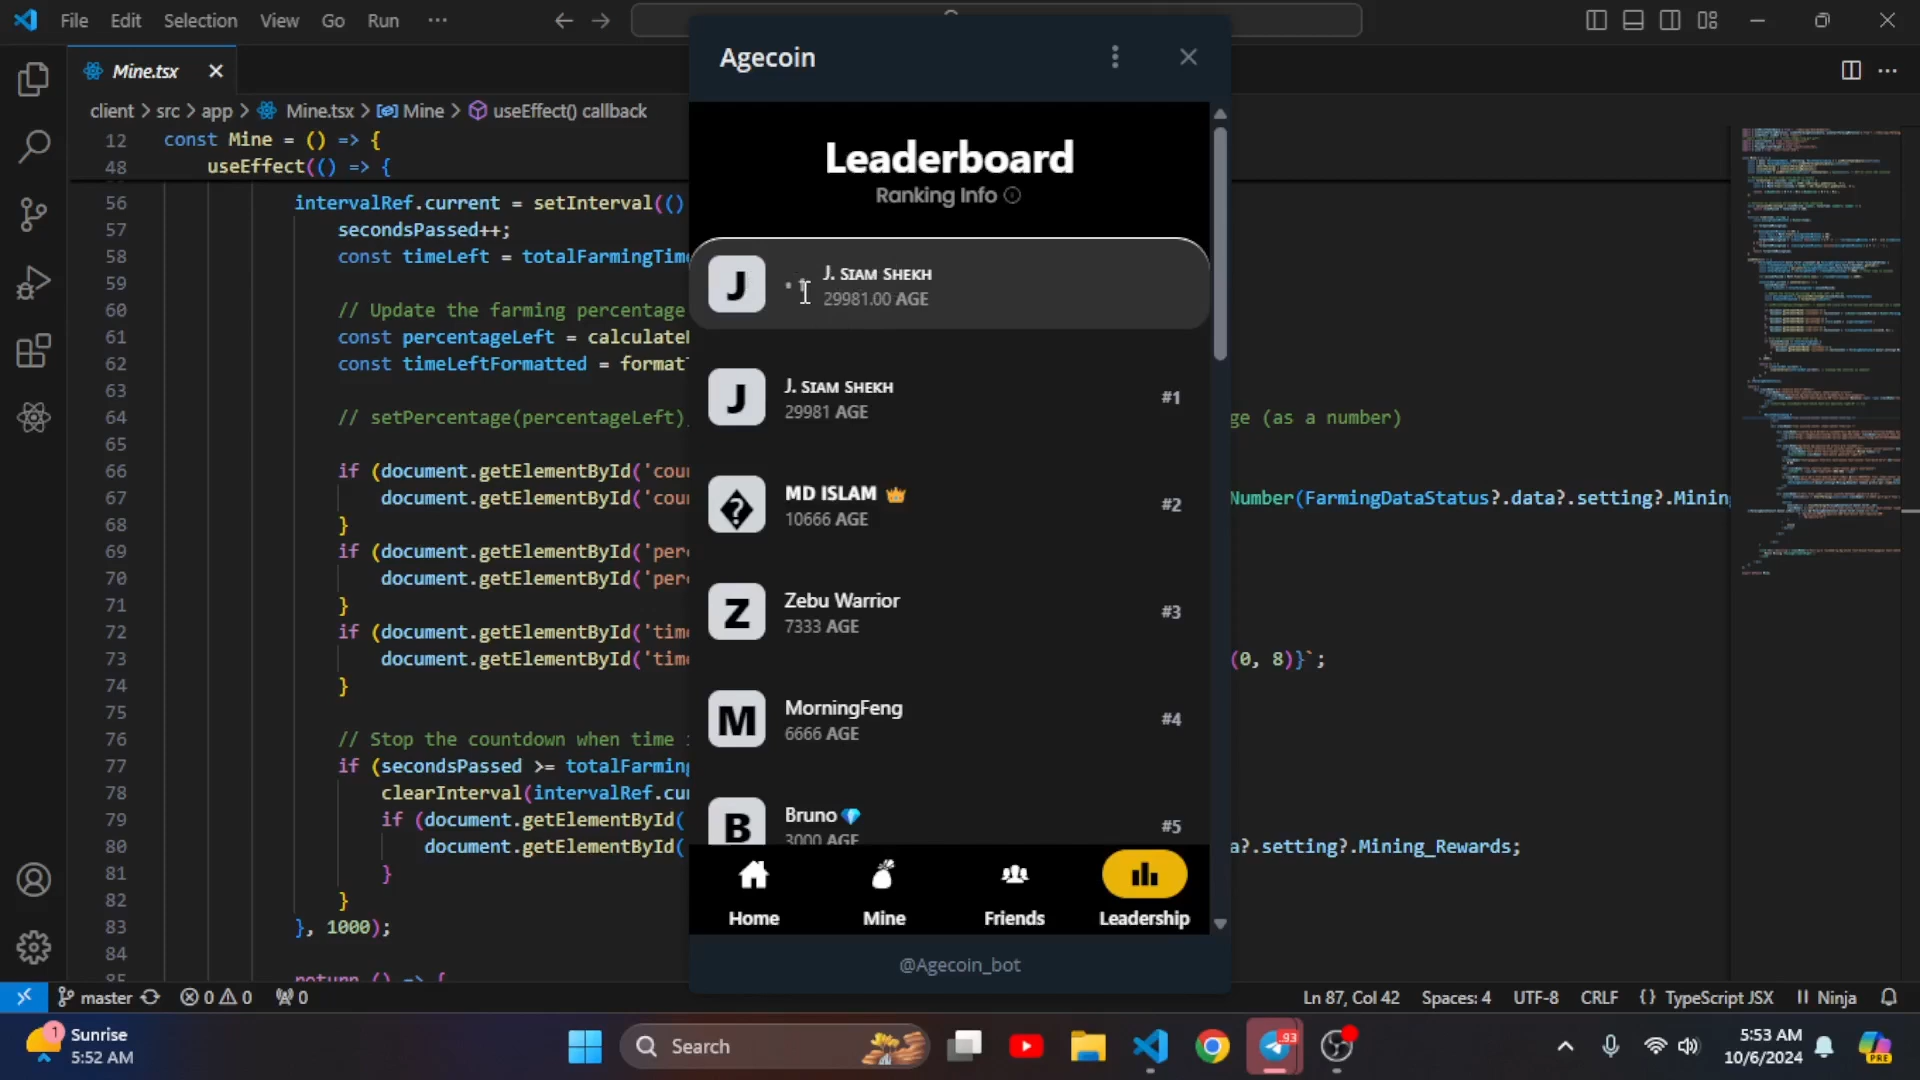 File Edit Selection View Go Run ...
Mine.tsx
client > src > app > Mine.tsx > Mine > useEffect() callback
12 const Mine = () => {
48 useEffect(() => {
56 intervalRef.current = setInterval(()
57 secondsPassed++;
58 const timeLeft = totalFarmingTim
59
60 // Update the farming percentage
61 const percentageLeft = calculate
62 const timeLeftFormatted = format
63
64 // setPercentage(percentageLeft) ge (as a number)
65
66 if (document.getElementById('cou
67 document.getElementById('cou Number(FarmingDataStatus?.data?.setting?.Minin
68 }
69 if (document.getElementById('per
70 document.getElementById('per
71 }
72 if (document.getElementById('tim
73 document.getElementById('tim (0, 8)}`;
74 }
75
76 // Stop the countdown when time
77 if (secondsPassed >= totalFarming
78 clearInterval(intervalRef.cu
79 if (document.getElementById(
80 document.getElementById( a?.setting?.Mining_Rewards;
81 }
82 }
83 }, 1000);
84
85 return () => {
Agecoin
Leaderboard
Ranking Info
J
J. Siam Shekh
29981.00 AGE
J
J. Siam Shekh
29981 AGE
#1
MD ISLAM 👑
10666 AGE
#2
Z
Zebu Warrior
7333 AGE
#3
M
MorningFeng
6666 AGE
#4
B
Bruno💎
3000 AGE
#5
Home Mine Friends Leadership
@Agecoin_bot
master 0 0 0 Ln 87, Col 42 Spaces: 4 UTF-8 CRLF {} TypeScript JSX Ninja
1
Sunrise
5:52 AM
Search
93
5:53 AM
10/6/2024
PRE